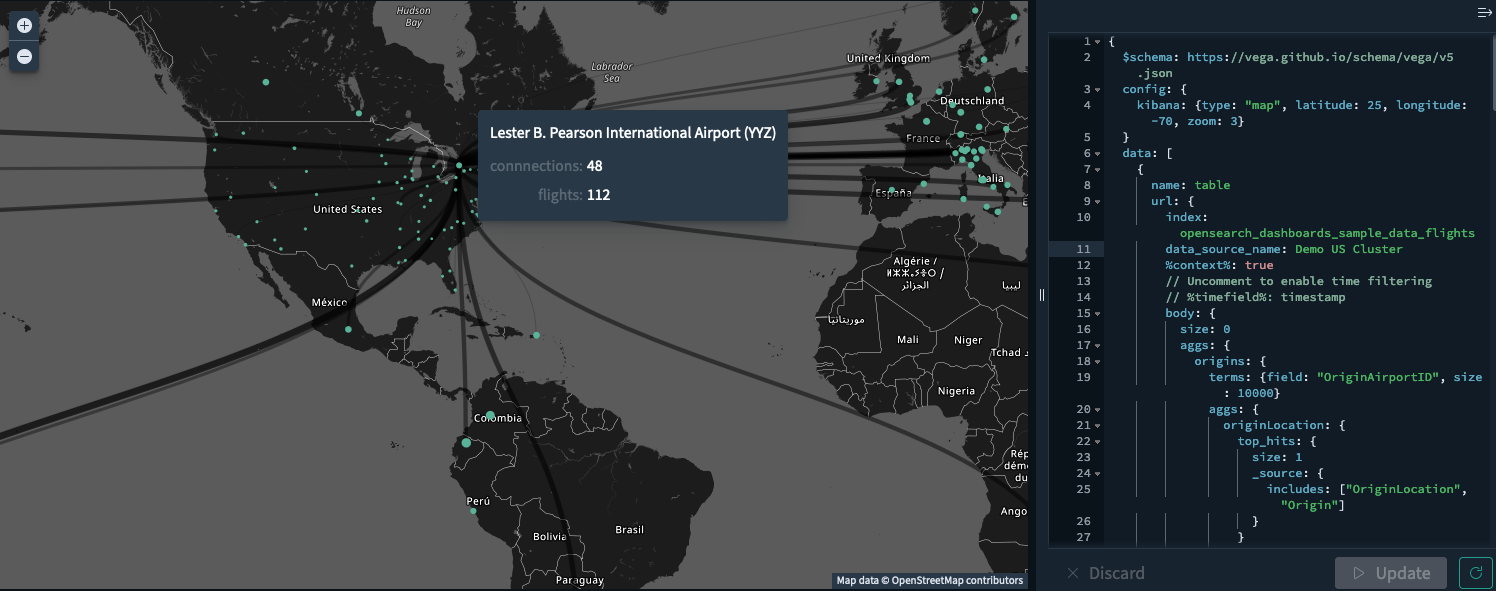 Hudson
Bay
Labrador
Sea
United Kingdom
Deutschland
France
Italia
España
United States
México
Colombia
Perú
Brasil
Bolivia
Paraguay
Algérie /
ⵍⵣⵣⴰⵢⴻⵔ /
الجزائر
ليبيا
موريتانيا
Mali
Niger
Tchad
Nigeria
Rép
dém
du
Ango
Lester B. Pearson International Airport (YYZ)
connnections: 48
flights: 112
Map data © OpenStreetMap contributors
1 {
2 $schema: https://vega.github.io/schema/vega/v5
.json
3 config: {
4 kibana: {type: "map", latitude: 25, longitude:
-70, zoom: 3}
5 }
6 data: [
7 {
8 name: table
9 url: {
10 index:
opensearch_dashboards_sample_data_flights
11 data_source_name: Demo US Cluster
12 %context%: true
13 // Uncomment to enable time filtering
14 // %timefield%: timestamp
15 body: {
16 size: 0
17 aggs: {
18 origins: {
19 terms: {field: "OriginAirportID", size
: 10000}
20 aggs: {
21 originLocation: {
22 top_hits: {
23 size: 1
24 _source: {
25 includes: ["OriginLocation",
"Origin"]
26 }
27 }
Discard
Update